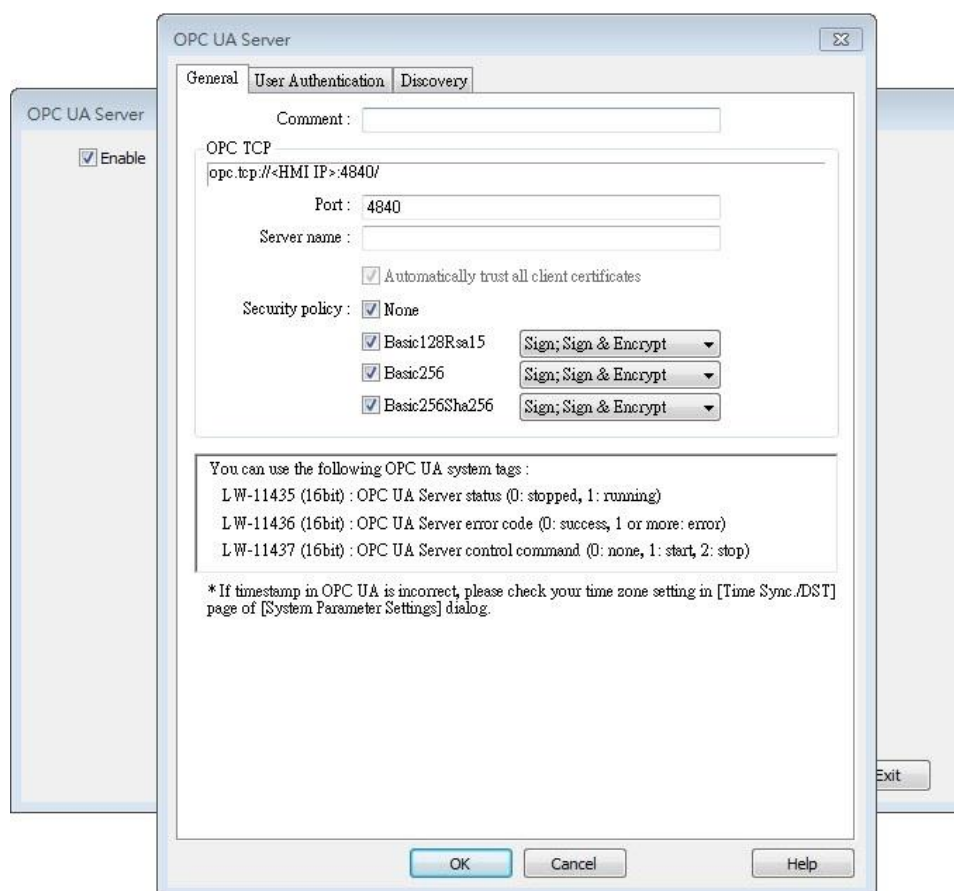 OPC UA Server
OPC UA Server
Enable
General
User Authentication
Discovery
Comment :
OPC TCP
opc.tcp://<HMI IP>:4840/
Port : 4840
Server name :
Automatically trust all client certificates
Security policy : None
Basic128Rsa15 Sign; Sign & Encrypt
Basic256 Sign; Sign & Encrypt
Basic256Sha256 Sign; Sign & Encrypt
You can use the following OPC UA system tags :
LW-11435 (16bit) : OPC UA Server status (0: stopped, 1: running)
LW-11436 (16bit) : OPC UA Server error code (0: success, 1 or more: error)
LW-11437 (16bit) : OPC UA Server control command (0: none, 1: start, 2: stop)
* If timestamp in OPC UA is incorrect, please check your time zone setting in [Time Sync./DST]
page of [System Parameter Settings] dialog.
Exit
OK Cancel Help